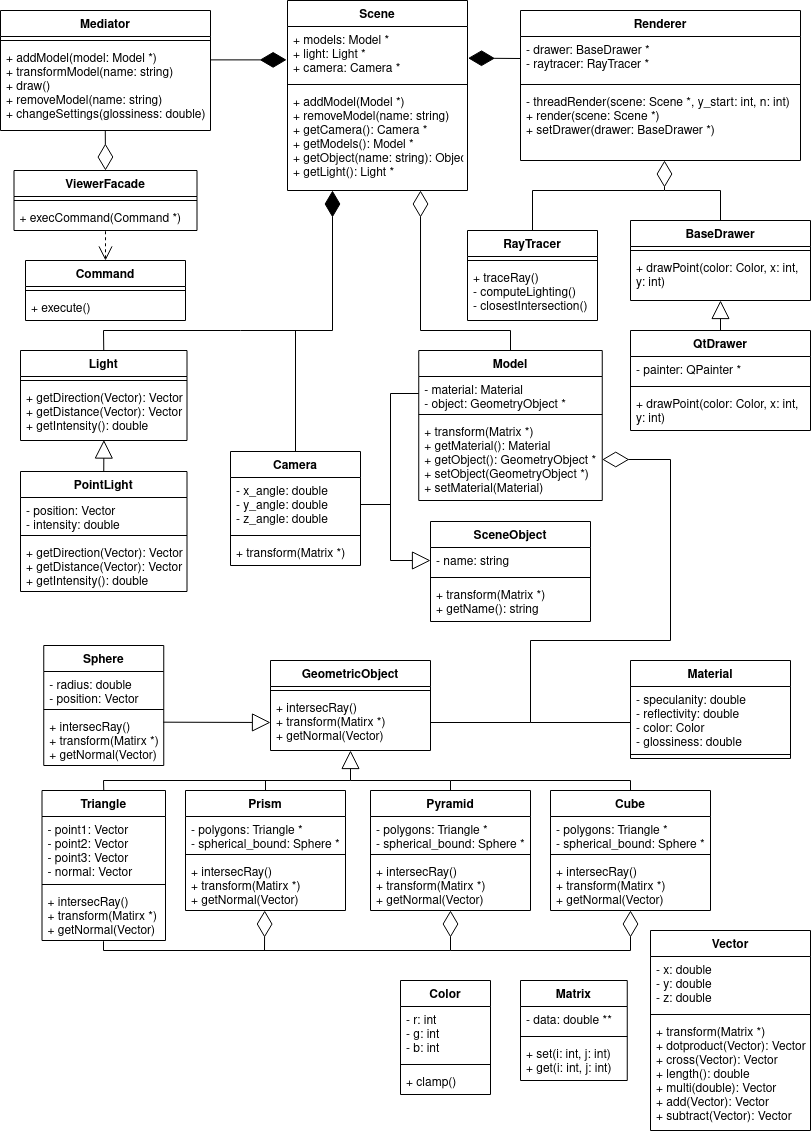 Mediator
+ addModel(model: Model *)
+ transformModel(name: string)
+ draw()
+ removeModel(name: string)
+ changeSettings(glossiness: double)
Scene
+ models: Model *
+ light: Light *
+ camera: Camera *
+ addModel(Model *)
+ removeModel(name: string)
+ getCamera(): Camera *
+ getModels(): Model *
+ getObject(name: string): Objec
+ getLight(): Light *
Renderer
- drawer: BaseDrawer *
- raytracer: RayTracer *
- threadRender(scene: Scene *, y_start: int, n: int)
+ render(scene: Scene *)
+ setDrawer(drawer: BaseDrawer *)
ViewerFacade
+ execCommand(Command *)
Command
+ execute()
RayTracer
+ traceRay()
- computeLighting()
- closestIntersection()
BaseDrawer
+ drawPoint(color: Color, x: int,
y: int)
QtDrawer
- painter: QPainter *
+ drawPoint(color: Color, x: int,
y: int)
Light
+ getDirection(Vector): Vector
+ getDistance(Vector): Vector
+ getIntensity(): double
PointLight
- position: Vector
- intensity: double
+ getDirection(Vector): Vector
+ getDistance(Vector): Vector
+ getIntensity(): double
Camera
- x_angle: double
- y_angle: double
- z_angle: double
+ transform(Matrix *)
Model
- material: Material
- object: GeometryObject *
+ transform(Matrix *)
+ getMaterial(): Material
+ getObject(): GeometryObject *
+ setObject(GeometryObject *)
+ setMaterial(Material)
SceneObject
- name: string
+ transform(Matrix *)
+ getName(): string
Sphere
- radius: double
- position: Vector
+ intersecRay()
+ transform(Matirx *)
+ getNormal(Vector)
GeometricObject
+ intersecRay()
+ transform(Matirx *)
+ getNormal(Vector)
Material
- specularity: double
- reflectivity: double
- color: Color
- glossiness: double
Triangle
- point1: Vector
- point2: Vector
- point3: Vector
- normal: Vector
+ intersecRay()
+ transform(Matirx *)
+ getNormal(Vector)
Prism
- polygons: Triangle *
- spherical_bound: Sphere *
+ intersecRay()
+ transform(Matirx *)
+ getNormal(Vector)
Pyramid
- polygons: Triangle *
- spherical_bound: Sphere *
+ intersecRay()
+ transform(Matirx *)
+ getNormal(Vector)
Cube
- polygons: Triangle *
- spherical_bound: Sphere *
+ intersecRay()
+ transform(Matirx *)
+ getNormal(Vector)
Color
- r: int
- g: int
- b: int
+ clamp()
Matrix
- data: double **
+ set(i: int, j: int)
+ get(i: int, j: int)
Vector
- x: double
- y: double
- z: double
+ transform(Matrix *)
+ dotproduct(Vector): Vector
+ cross(Vector): Vector
+ length(): double
+ multi(double): Vector
+ add(Vector): Vector
+ subtract(Vector): Vector